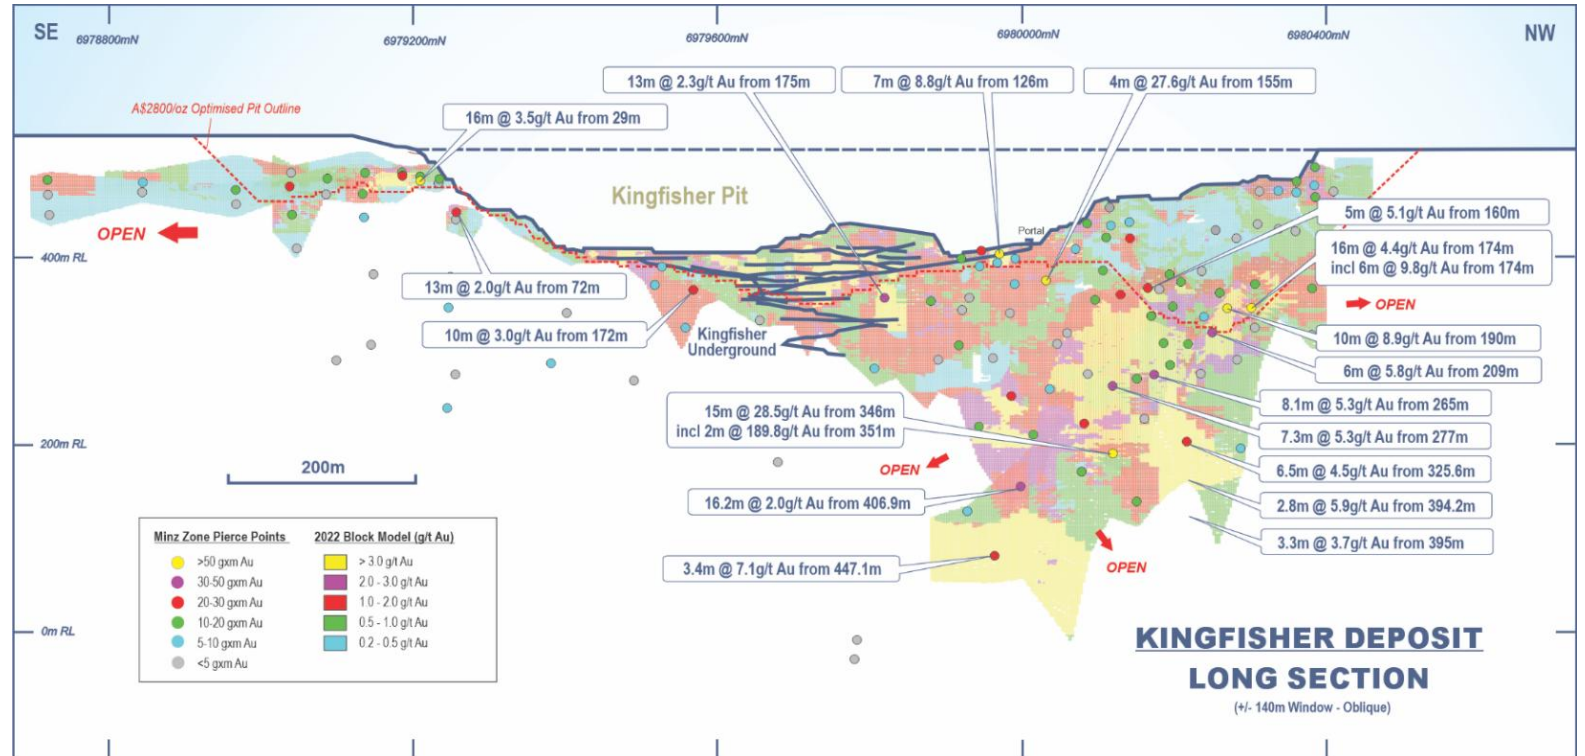 SE
6978800mN
6979200mN
6979600mN
6980000mN
6980400mN
NW
13m @ 2.3g/t Au from 175m
7m @ 8.8g/t Au from 126m
4m @ 27.6g/t Au from 155m
A$2800/oz Optimised Pit Outline
16m @ 3.5g/t Au from 29m
Kingfisher Pit
Portal
5m @ 5.1g/t Au from 160m
OPEN
16m @ 4.4g/t Au from 174m
incl 6m @ 9.8g/t Au from 174m
400m RL
13m @ 2.0g/t Au from 72m
OPEN
10m @ 3.0g/t Au from 172m
Kingfisher
Underground
10m @ 8.9g/t Au from 190m
6m @ 5.8g/t Au from 209m
15m @ 28.5g/t Au from 346m
incl 2m @ 189.8g/t Au from 351m
8.1m @ 5.3g/t Au from 265m
7.3m @ 5.3g/t Au from 277m
200m RL
200m
OPEN
6.5m @ 4.5g/t Au from 325.6m
16.2m @ 2.0g/t Au from 406.9m
2.8m @ 5.9g/t Au from 394.2m
3.3m @ 3.7g/t Au from 395m
3.4m @ 7.1g/t Au from 447.1m
OPEN
Minz Zone Pierce Points
>50 gxm Au
30-50 gxm Au
20-30 gxm Au
10-20 gxm Au
5-10 gxm Au
<5 gxm Au
2022 Block Model (g/t Au)
> 3.0 g/t Au
2.0 - 3.0 g/t Au
1.0 - 2.0 g/t Au
0.5 - 1.0 g/t Au
0.2 - 0.5 g/t Au
0m RL
KINGFISHER DEPOSIT
LONG SECTION
(+/- 140m Window - Oblique)